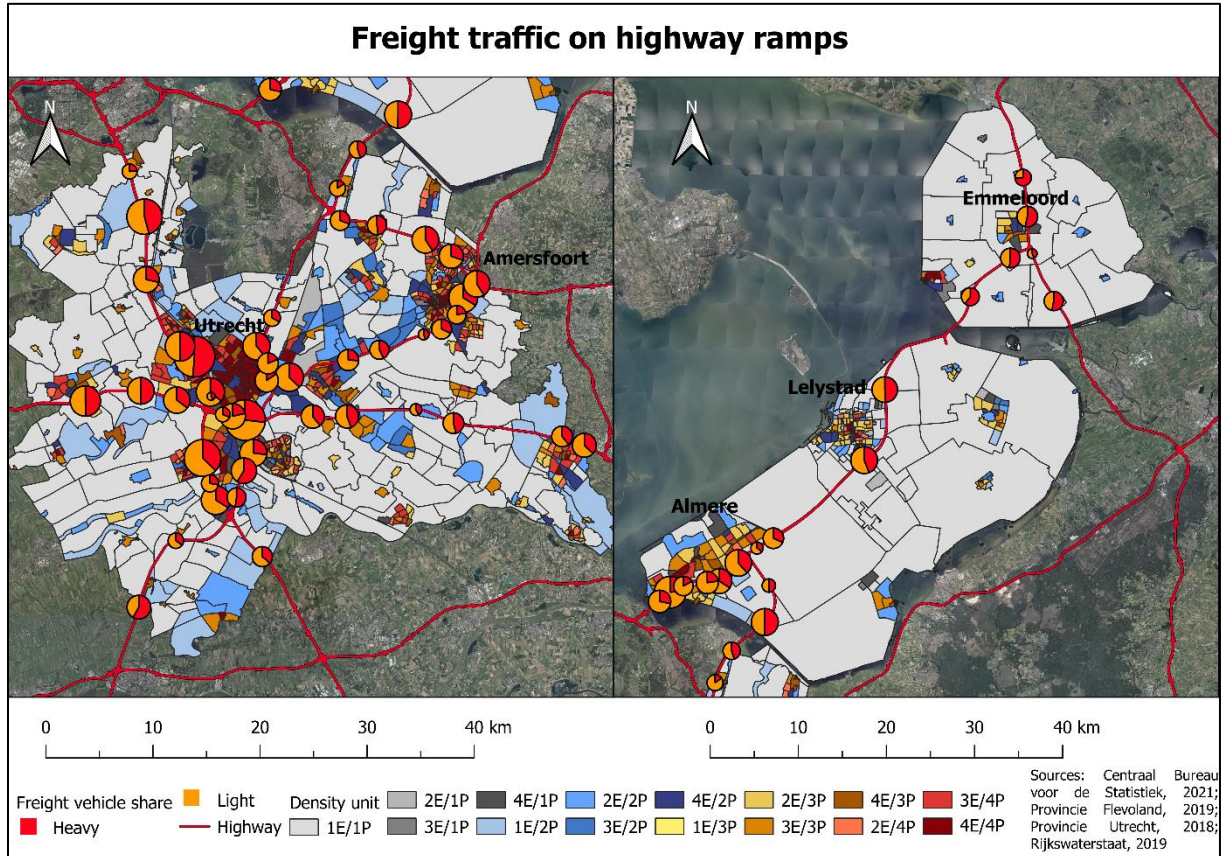 Freight traffic on highway ramps
N
N
Emmeloord
Amersfoort
Utrecht
Lelystad
Almere
0 10 20 30 40 km
0 10 20 30 40 km
Freight vehicle share
Light
Heavy
Highway
Density unit
2E/1P 4E/1P 2E/2P 4E/2P 2E/3P 4E/3P 3E/4P
1E/1P 3E/1P 1E/2P 3E/2P 1E/3P 3E/3P 2E/4P 4E/4P
Sources: Centraal Bureau
voor de Statistiek, 2021;
Provincie Flevoland, 2019;
Provincie Utrecht, 2018;
Rijkswaterstaat, 2019